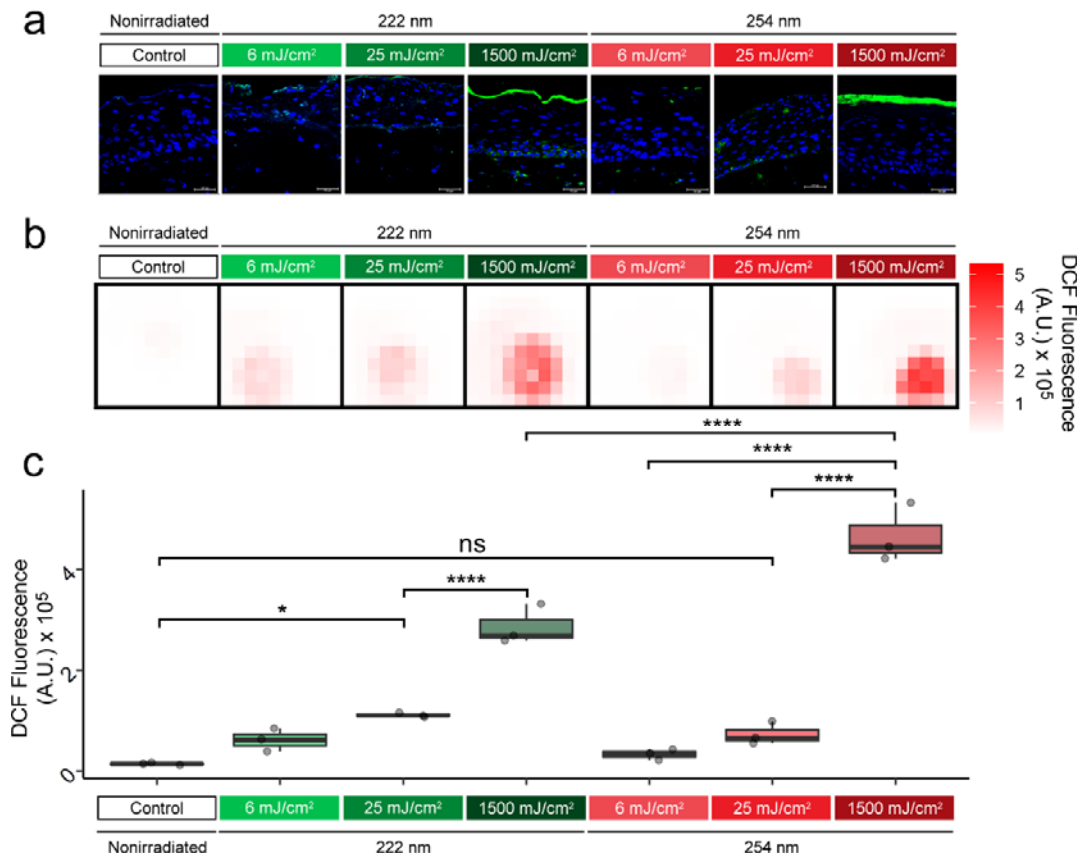 a
Nonirradiated 222 nm 254 nm
Control 6 mJ/cm² 25 mJ/cm² 1500 mJ/cm² 6 mJ/cm² 25 mJ/cm² 1500 mJ/cm²
b
Nonirradiated 222 nm 254 nm
Control 6 mJ/cm² 25 mJ/cm² 1500 mJ/cm² 6 mJ/cm² 25 mJ/cm² 1500 mJ/cm²
5
4
3
2
1
DCF Fluorescence
(A.U.) x 10⁵
c
****
****
****
ns
****
*
DCF Fluorescence
(A.U.) x 10⁵
4
2
0
Control 6 mJ/cm² 25 mJ/cm² 1500 mJ/cm² 6 mJ/cm² 25 mJ/cm² 1500 mJ/cm²
Nonirradiated 222 nm 254 nm